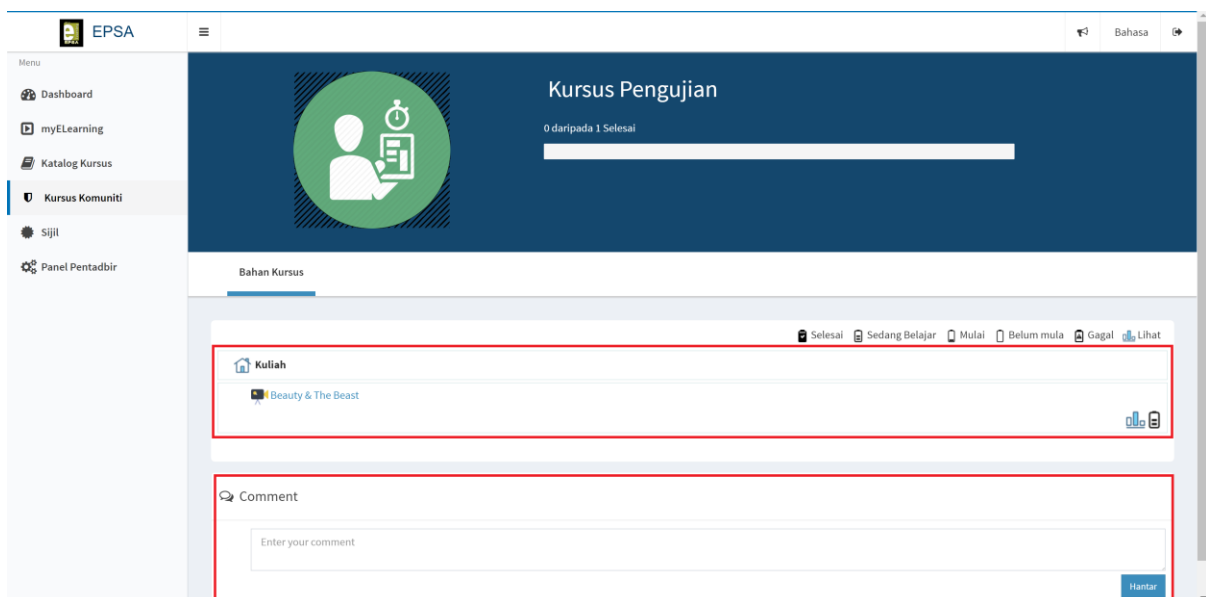 EPSA
Bahasa
Menu
Dashboard
myELearning
Katalog Kursus
Kursus Komuniti
Sijil
Panel Pentadbir
Kursus Pengujian
0 daripada 1 Selesai
Bahan Kursus
Selesai Sedang Belajar Mulai Belum mula Gagal Lihat
Kuliah
Beauty & The Beast
Comment
Enter your comment
Hantar